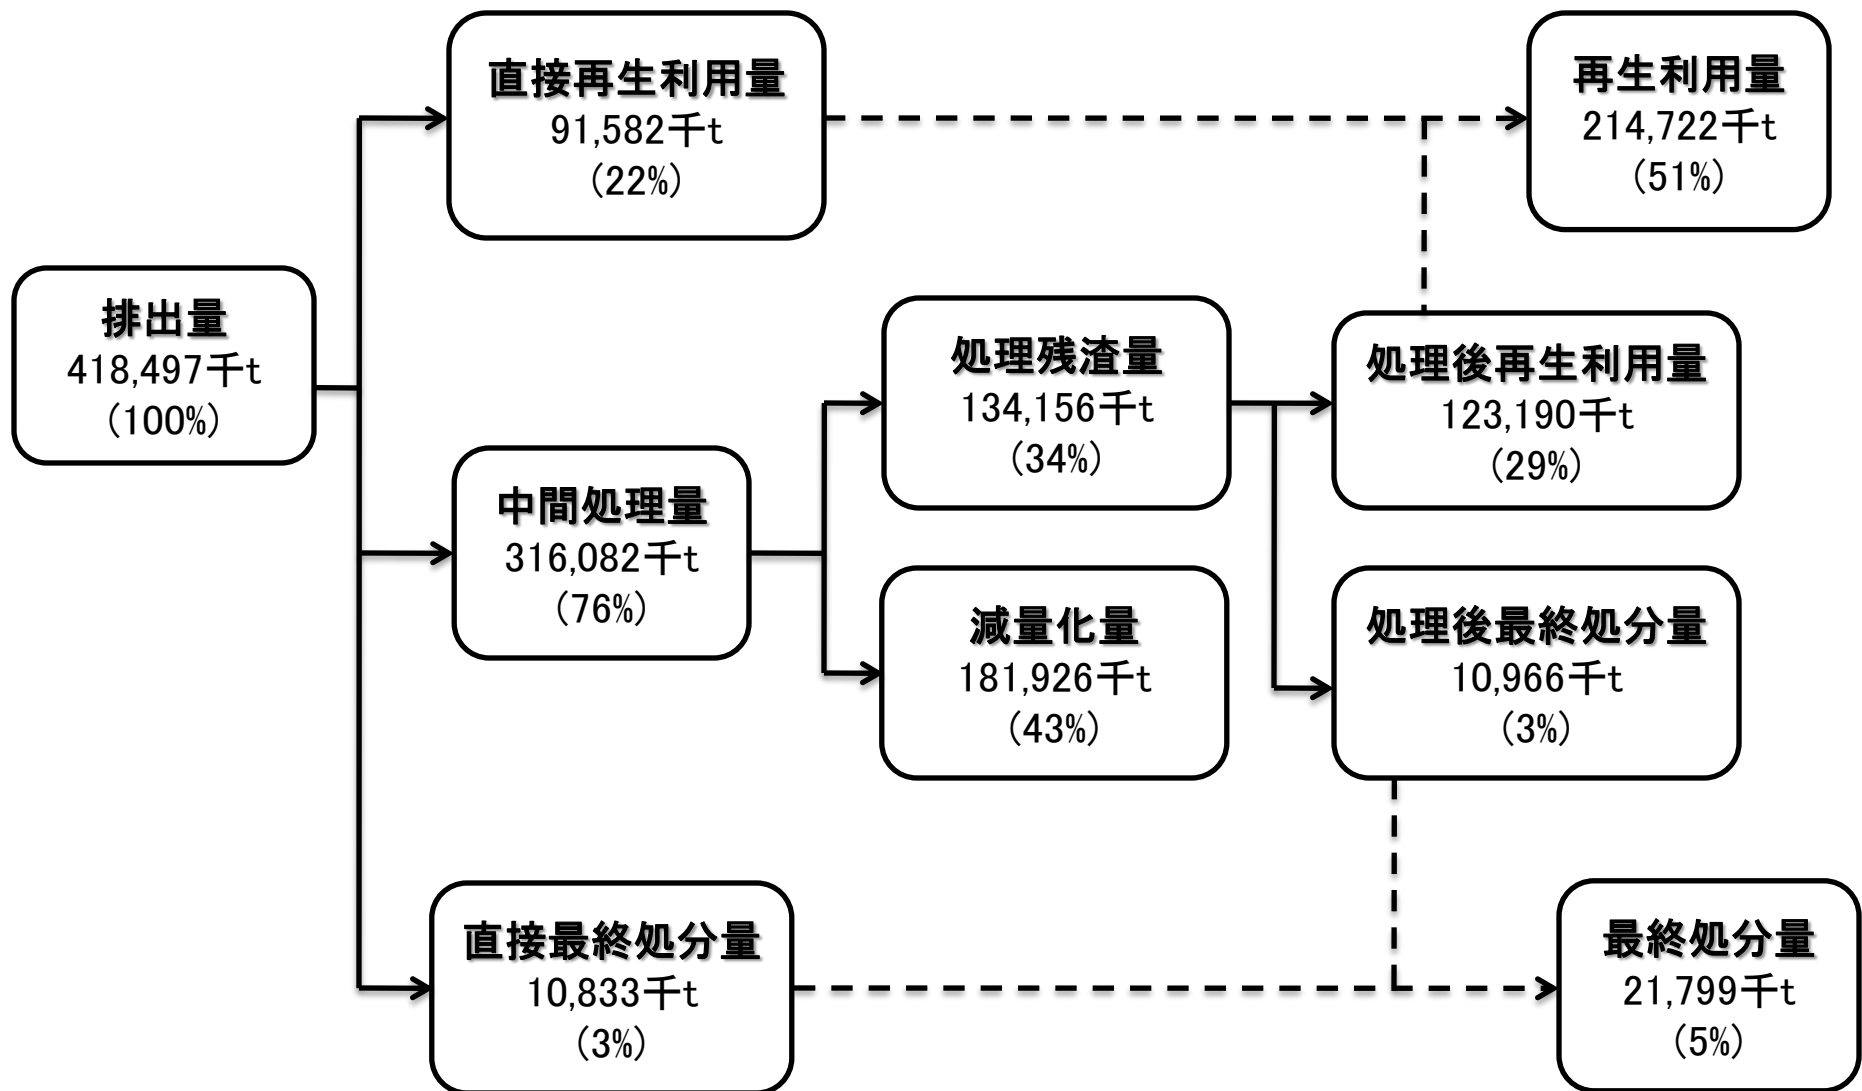 排出量
418,497千t
(100%)
直接再生利用量
91,582千t
(22%)
中間処理量
316,082千t
(76%)
直接最終処分量
10,833千t
(3%)
処理残渣量
134,156千t
(34%)
減量化量
181,926千t
(43%)
処理後再生利用量
123,190千t
(29%)
処理後最終処分量
10,966千t
(3%)
再生利用量
214,722千t
(51%)
最終処分量
21,799千t
(5%)